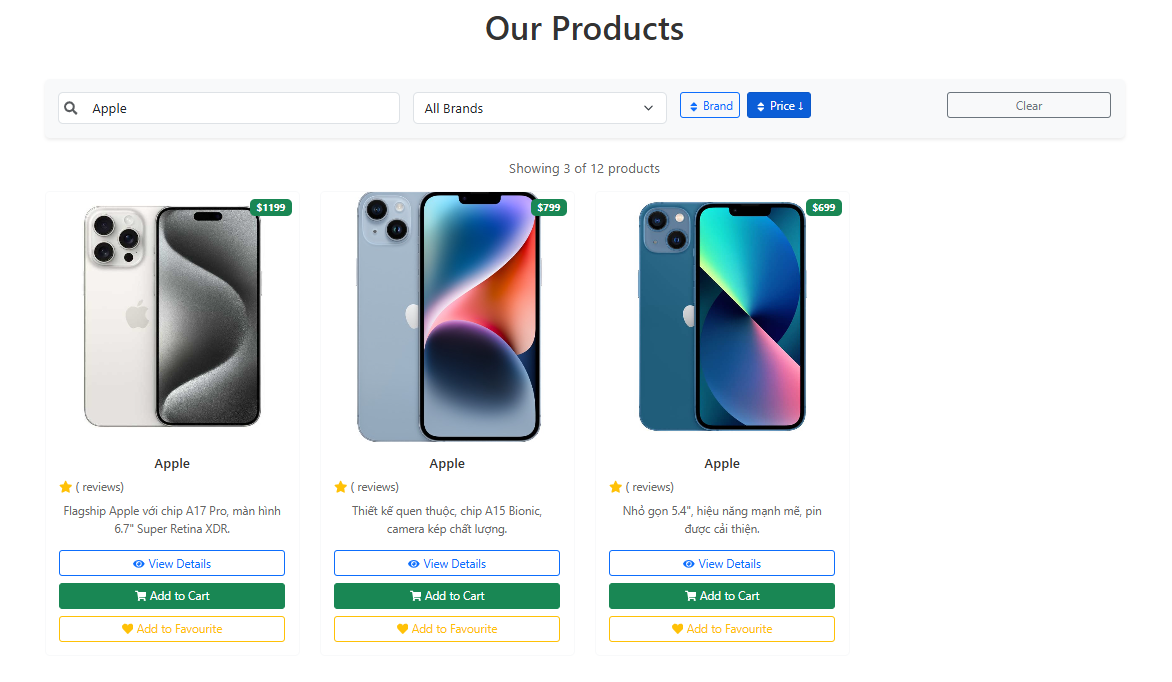 Our Products
Apple
All Brands
Brand
Price ↓
Clear
Showing 3 of 12 products
$1199
Apple
( reviews)
Flagship Apple với chip A17 Pro, màn hình
6.7" Super Retina XDR.
View Details
Add to Cart
Add to Favourite
$799
Apple
( reviews)
Thiết kế quen thuộc, chip A15 Bionic,
camera kép chất lượng.
View Details
Add to Cart
Add to Favourite
$699
Apple
( reviews)
Nhỏ gọn 5.4", hiệu năng mạnh mẽ, pin
được cải thiện.
View Details
Add to Cart
Add to Favourite